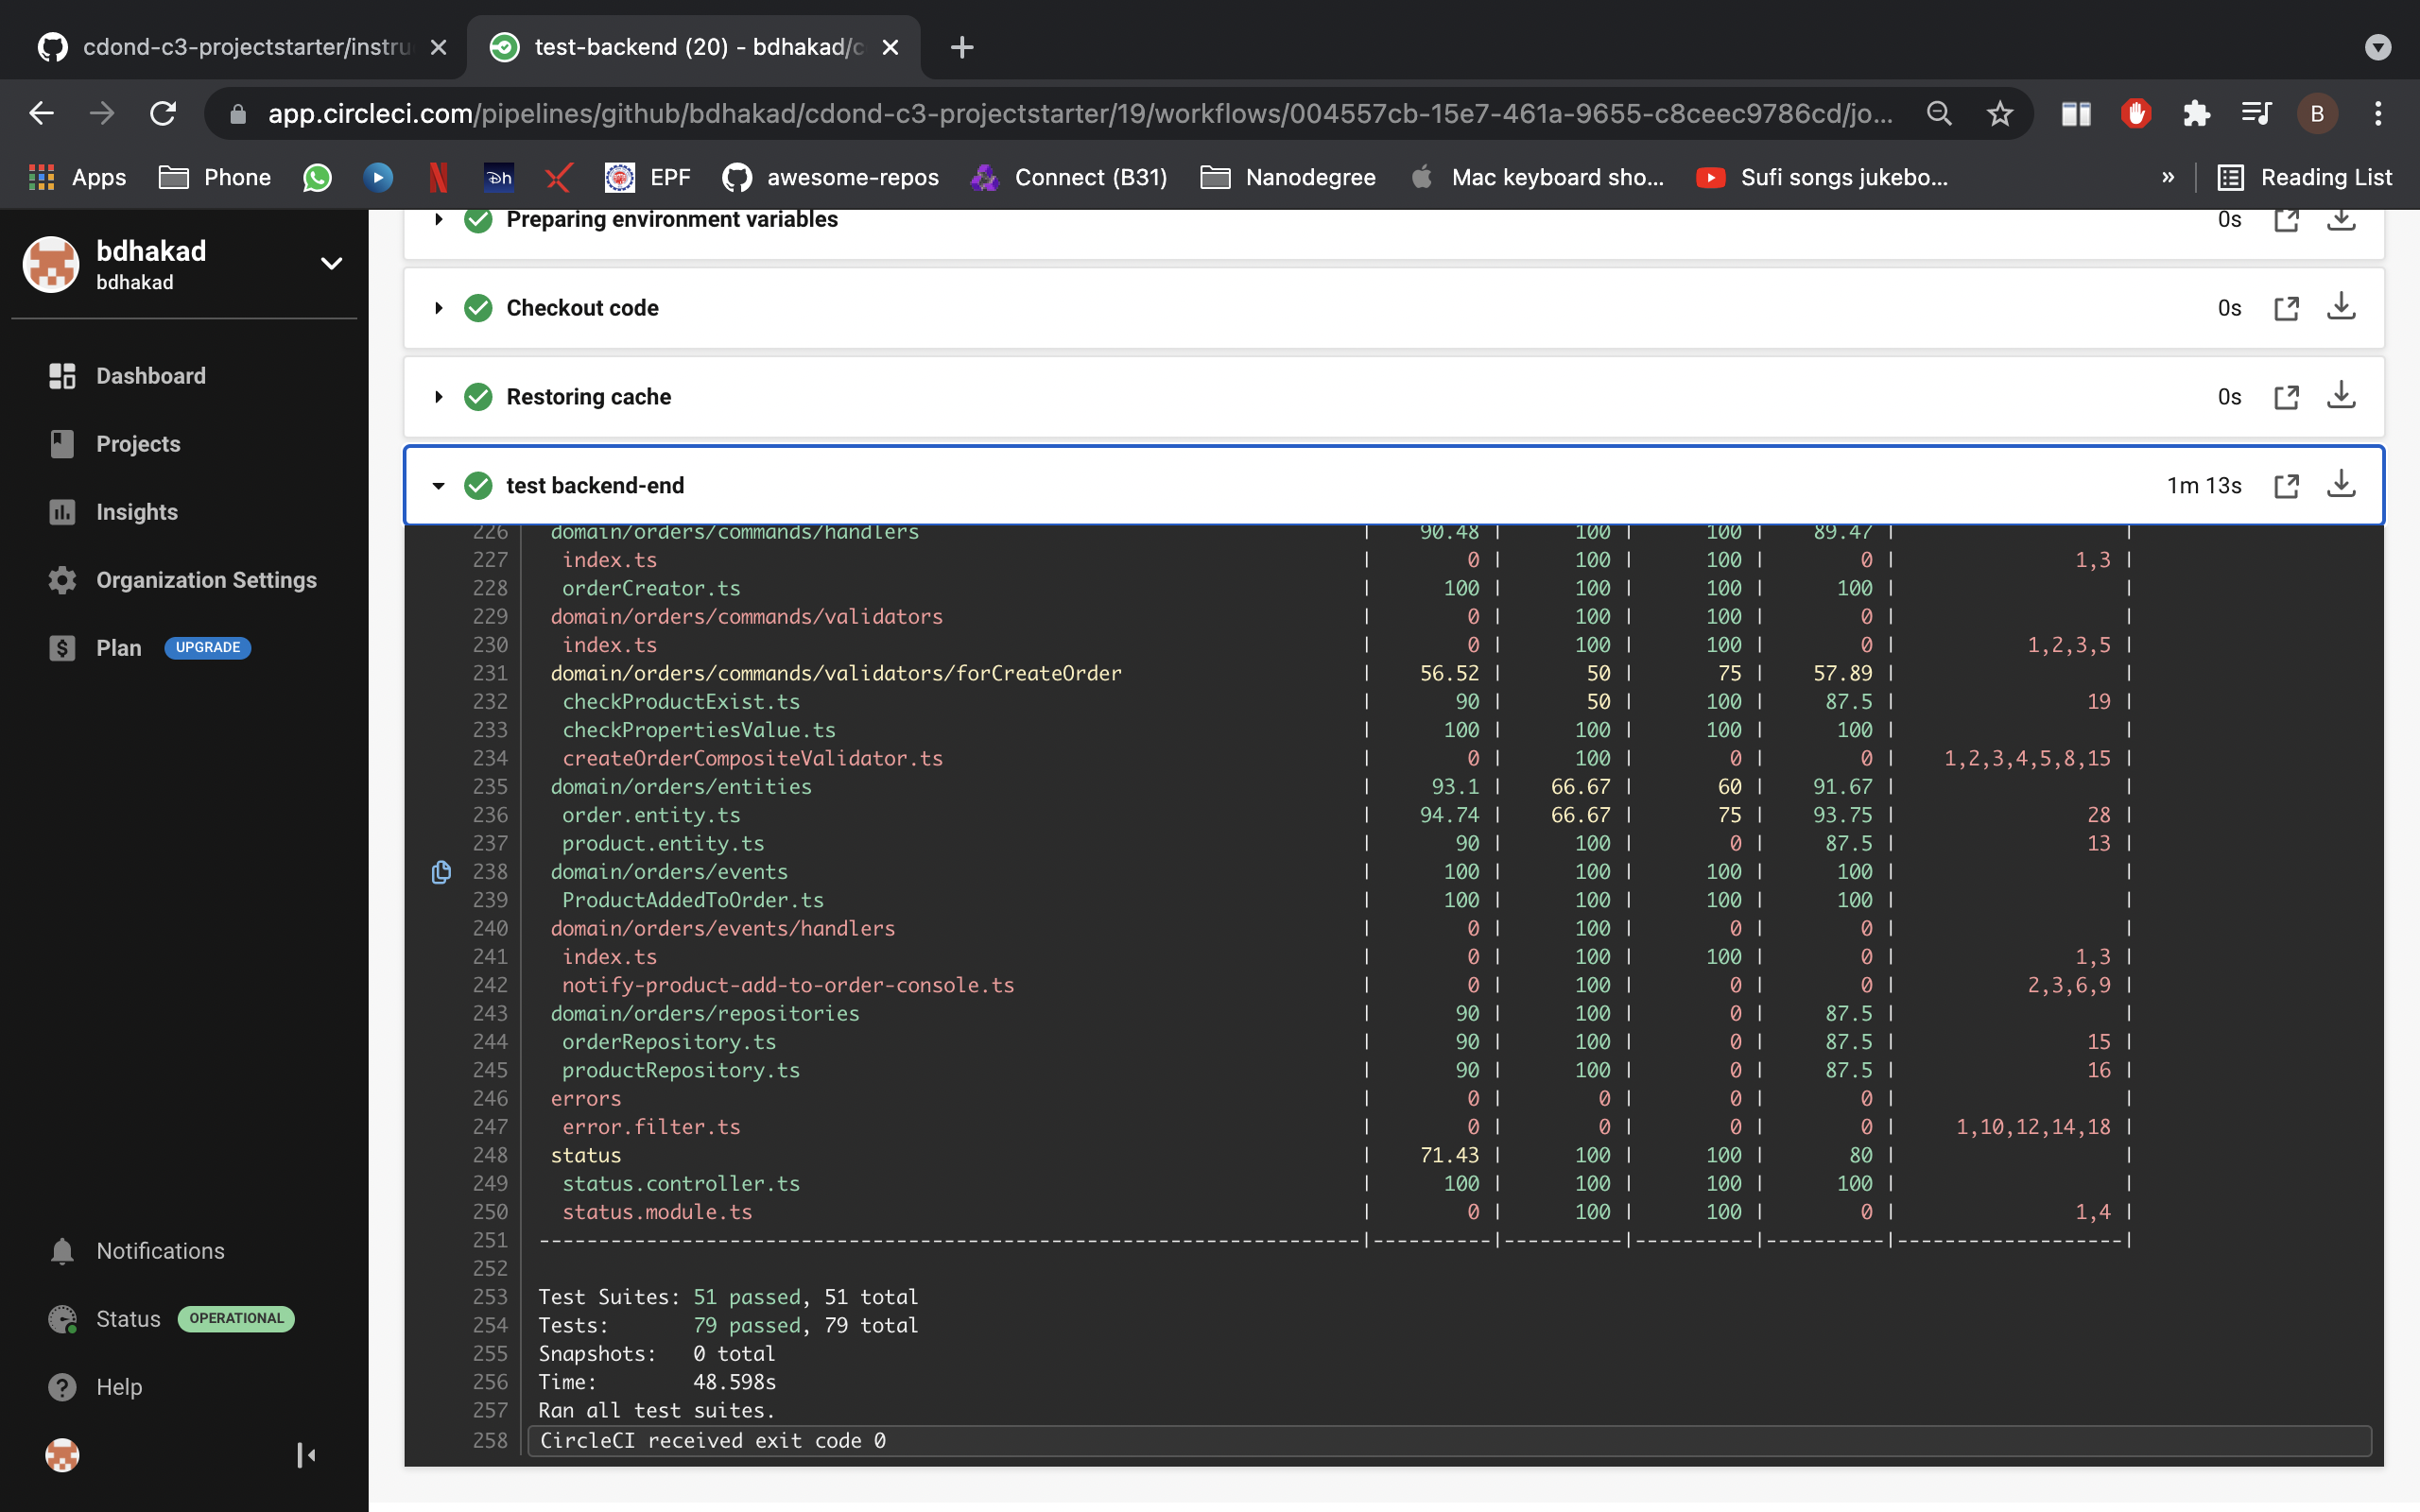 cdond-c3-projectstarter/instru
test-backend (20) - bdhakad/c
app.circleci.com/pipelines/github/bdhakad/cdond-c3-projectstarter/19/workflows/004557cb-15e7-461a-9655-c8ceec9786cd/jo...
B
Apps Phone EPF awesome-repos Connect (B31) Nanodegree Mac keyboard sho... Sufi songs jukebo... » Reading List
bdhakad
bdhakad
Dashboard
Projects
Insights
Organization Settings
Plan UPGRADE
Notifications
Status OPERATIONAL
Help
Preparing environment variables 0s
Checkout code 0s
Restoring cache 0s
test backend-end 1m 13s
226 domain/orders/commands/handlers | 90.48 | 100 | 100 | 89.47 | |
227 index.ts | 0 | 100 | 100 | 0 | 1,3 |
228 orderCreator.ts | 100 | 100 | 100 | 100 | |
229 domain/orders/commands/validators | 0 | 100 | 100 | 0 | |
230 index.ts | 0 | 100 | 100 | 0 | 1,2,3,5 |
231 domain/orders/commands/validators/forCreateOrder | 56.52 | 50 | 75 | 57.89 | |
232 checkProductExist.ts | 90 | 50 | 100 | 87.5 | 19 |
233 checkPropertiesValue.ts | 100 | 100 | 100 | 100 | |
234 createOrderCompositeValidator.ts | 0 | 100 | 0 | 0 | 1,2,3,4,5,8,15 |
235 domain/orders/entities | 93.1 | 66.67 | 60 | 91.67 | |
236 order.entity.ts | 94.74 | 66.67 | 75 | 93.75 | 28 |
237 product.entity.ts | 90 | 100 | 0 | 87.5 | 13 |
238 domain/orders/events | 100 | 100 | 100 | 100 | |
239 ProductAddedToOrder.ts | 100 | 100 | 100 | 100 | |
240 domain/orders/events/handlers | 0 | 100 | 0 | 0 | |
241 index.ts | 0 | 100 | 100 | 0 | 1,3 |
242 notify-product-add-to-order-console.ts | 0 | 100 | 0 | 0 | 2,3,6,9 |
243 domain/orders/repositories | 90 | 100 | 0 | 87.5 | |
244 orderRepository.ts | 90 | 100 | 0 | 87.5 | 15 |
245 productRepository.ts | 90 | 100 | 0 | 87.5 | 16 |
246 errors | 0 | 0 | 0 | 0 | |
247 error.filter.ts | 0 | 0 | 0 | 0 | 1,10,12,14,18 |
248 status | 71.43 | 100 | 100 | 80 | |
249 status.controller.ts | 100 | 100 | 100 | 100 | |
250 status.module.ts | 0 | 100 | 100 | 0 | 1,4 |
251 ----------------------------------------------------------------------|----------|----------|----------|----------|-------------------|
252
253 Test Suites: 51 passed, 51 total
254 Tests: 79 passed, 79 total
255 Snapshots: 0 total
256 Time: 48.598s
257 Ran all test suites.
258 CircleCI received exit code 0